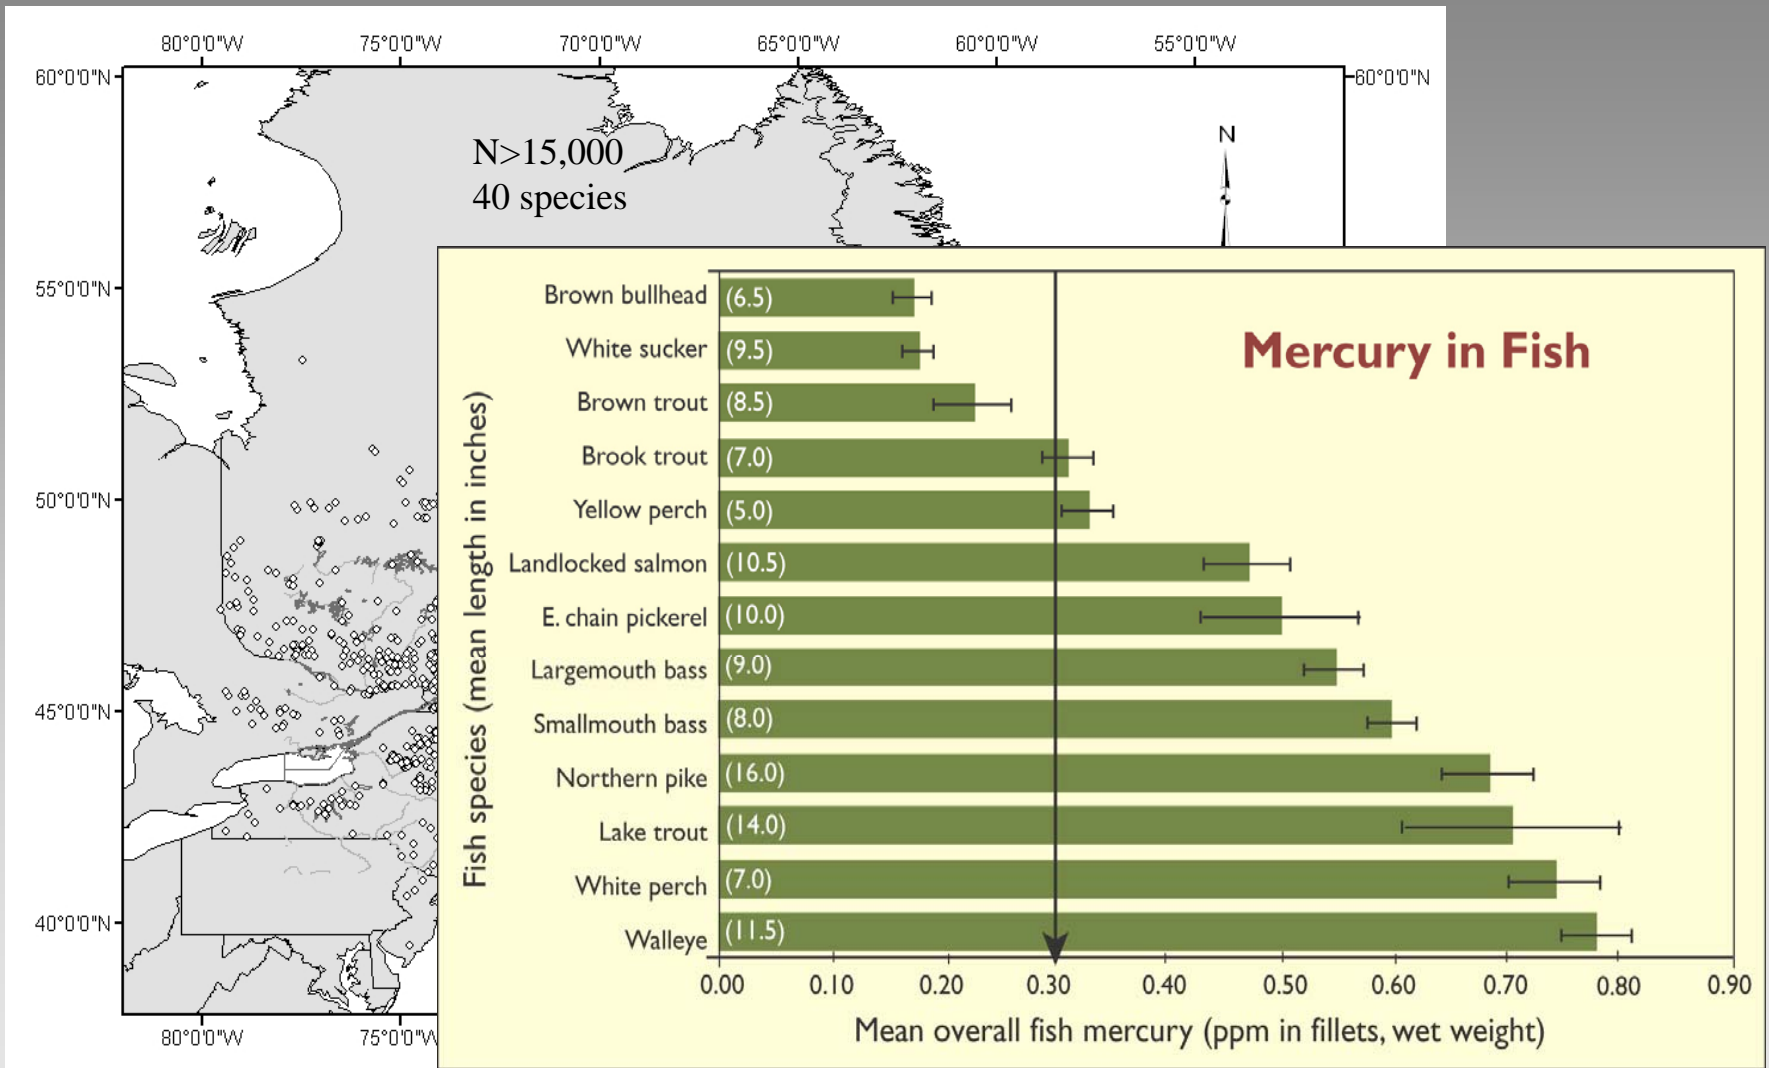 80°0'0"W 75°0'0"W 70°0'0"W 65°0'0"W 60°0'0"W 55°0'0"W
60°0'0"N 60°0'0"N
N
N>15,000
40 species
55°0'0"N
50°0'0"N
45°0'0"N
40°0'0"N
80°0'0"W 75°0'0"W
Mercury in Fish
Fish species (mean length in inches)
Brown bullhead (6.5)
White sucker (9.5)
Brown trout (8.5)
Brook trout (7.0)
Yellow perch (5.0)
Landlocked salmon (10.5)
E. chain pickerel (10.0)
Largemouth bass (9.0)
Smallmouth bass (8.0)
Northern pike (16.0)
Lake trout (14.0)
White perch (7.0)
Walleye (11.5)
0.00 0.10 0.20 0.30 0.40 0.50 0.60 0.70 0.80 0.90
Mean overall fish mercury (ppm in fillets, wet weight)